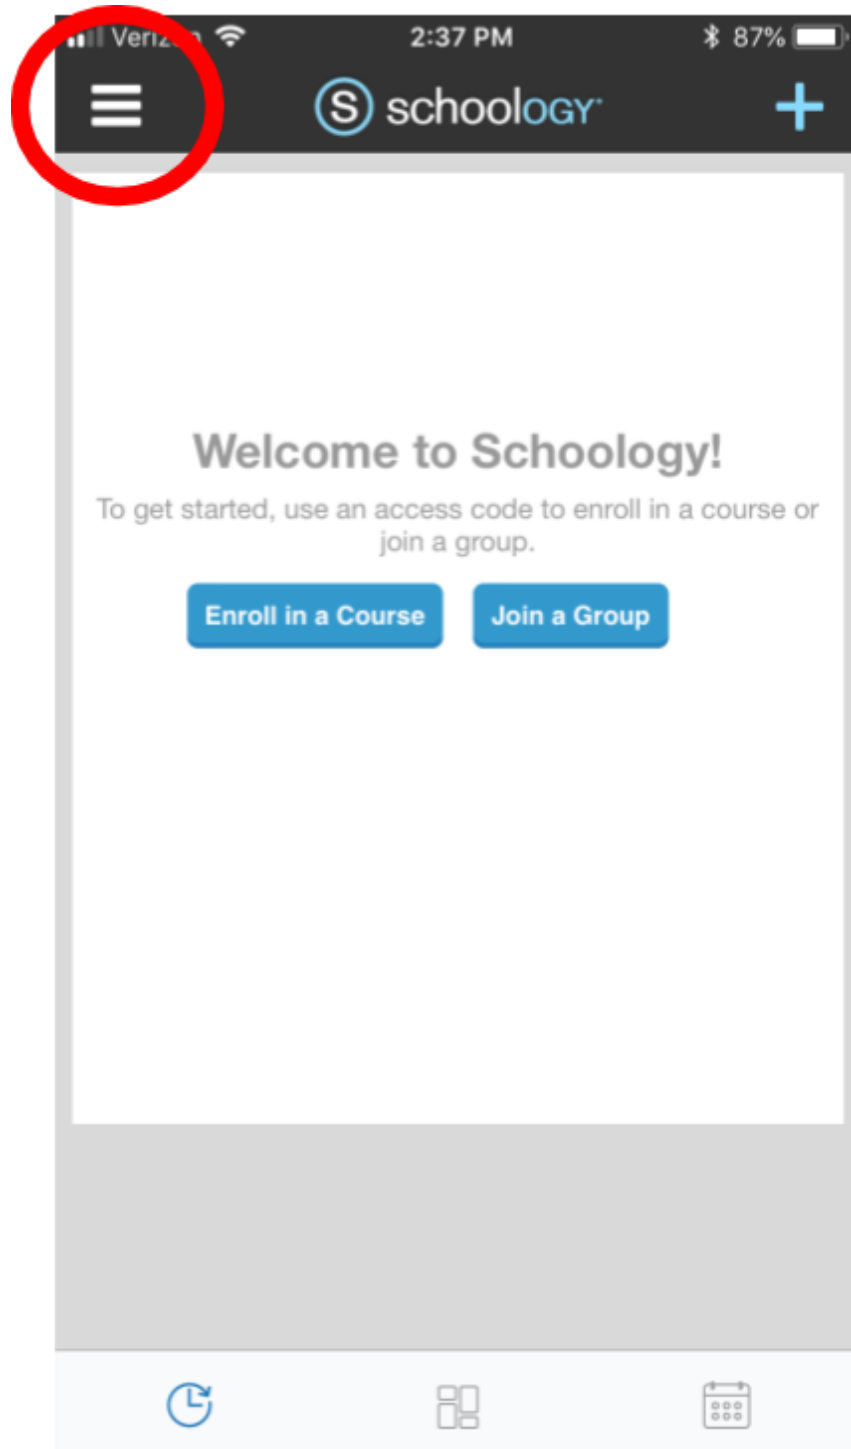 Verizon 2:37 PM 87%
S schoology
Welcome to Schoology!
To get started, use an access code to enroll in a course or
join a group.
Enroll in a Course Join a Group